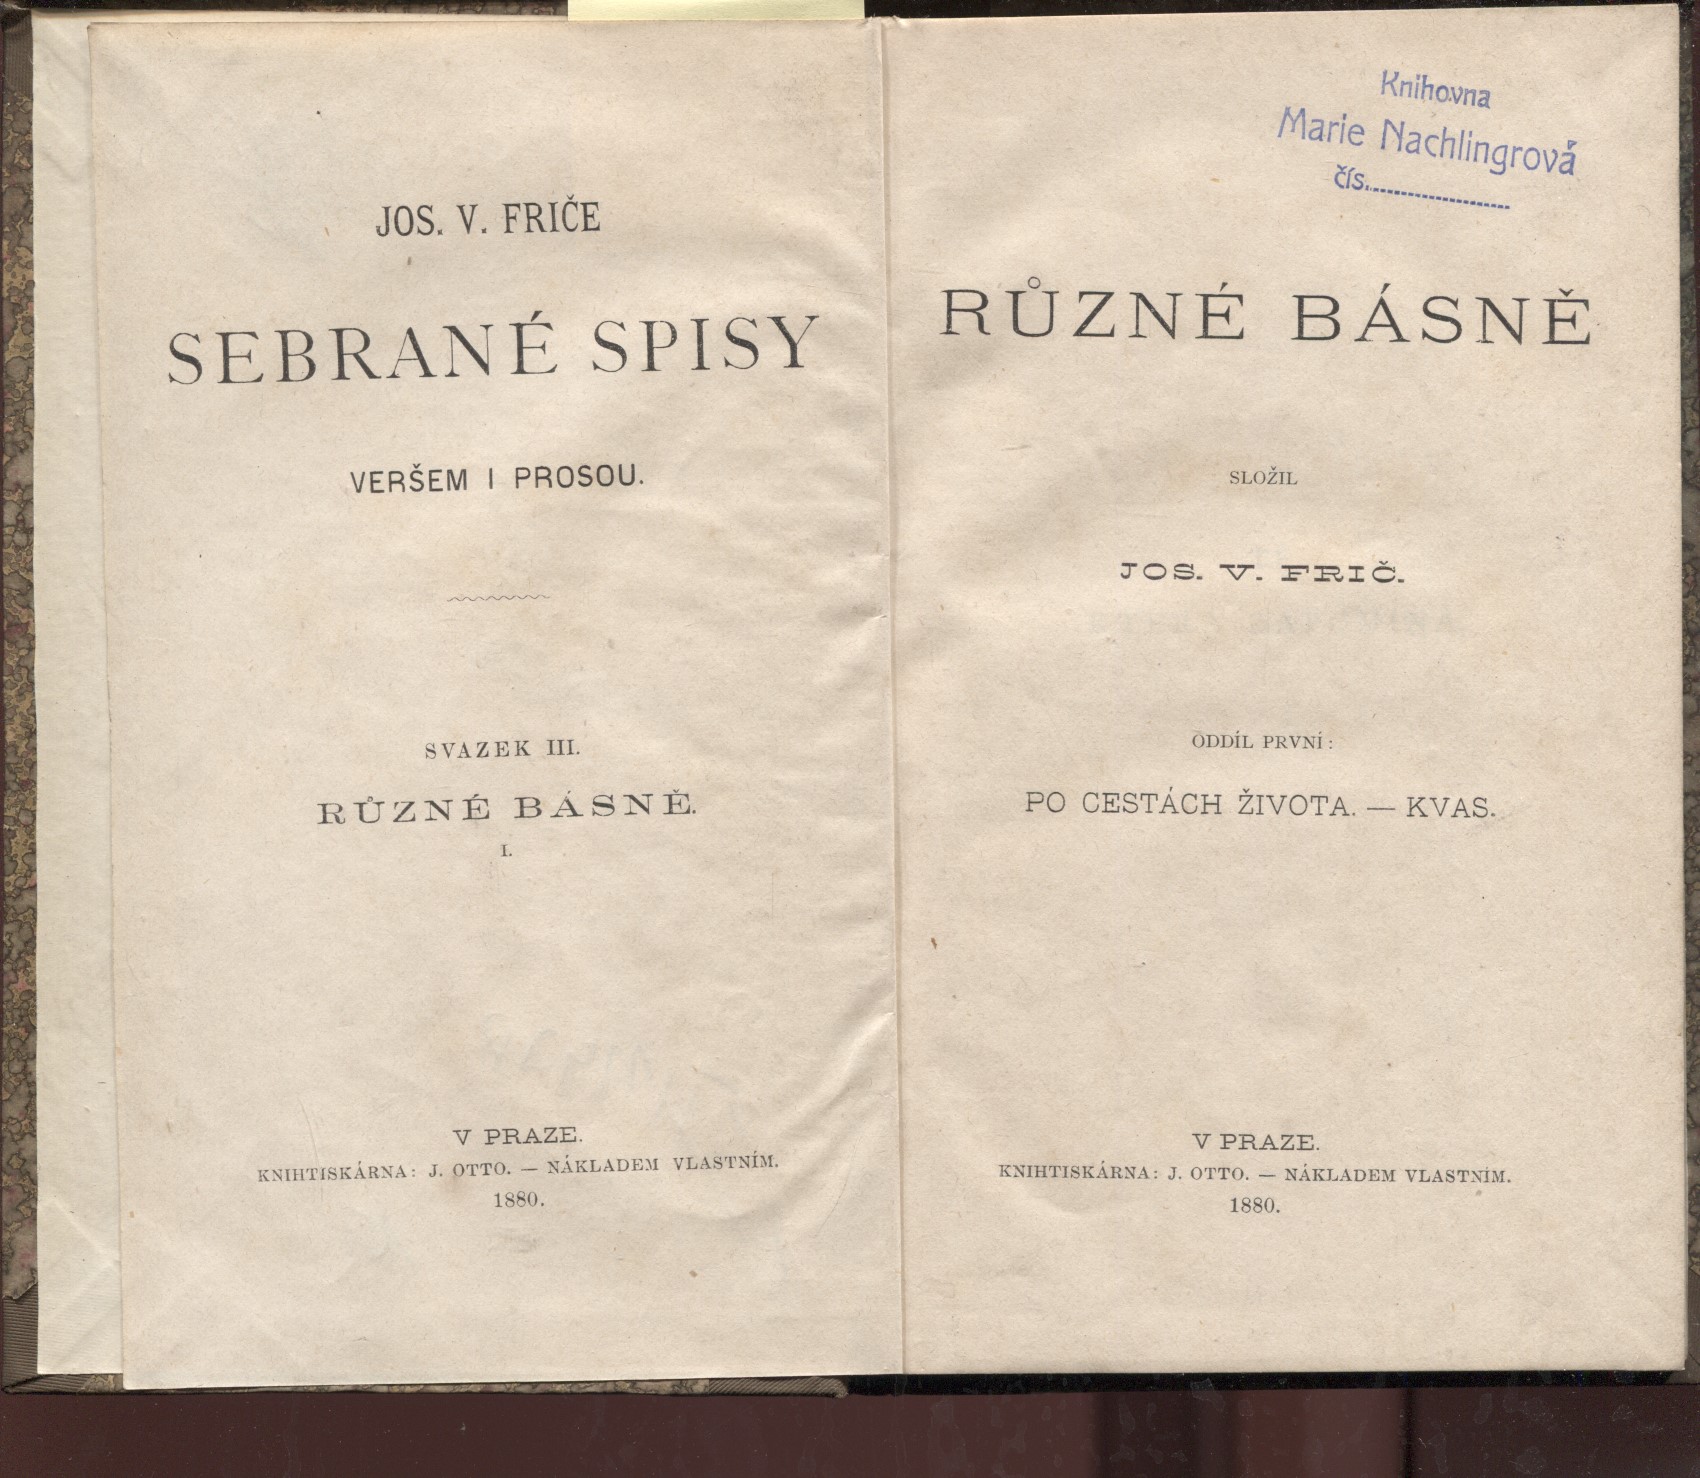 JOS. V. FRIČE
SEBRANÉ SPISY
VERŠEM I PROSOU.
SVAZEK III.
RŮZNÉ BÁSNĚ.
I.
V PRAZE.
KNIHTISKÁRNA: J. OTTO. — NÁKLADEM VLASTNÍM.
1880.
Knihovna
Marie Nachlingrová
čís.
RŮZNÉ BÁSNĚ
SLOŽIL
JOS. V. FRIČ.
ODDÍL PRVNÍ:
PO CESTÁCH ŽIVOTA. — KVAS.
V PRAZE.
KNIHTISKÁRNA: J. OTTO. — NÁKLADEM VLASTNÍM.
1880.